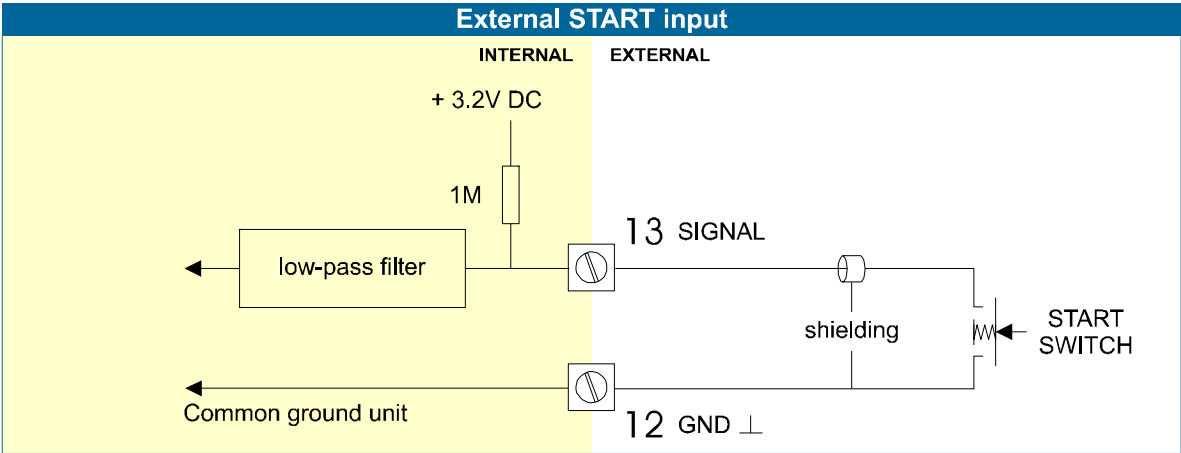 External START input
INTERNAL EXTERNAL
+ 3.2V DC
1M
13 SIGNAL
low-pass filter
shielding
START
SWITCH
Common ground unit
12 GND ⊥